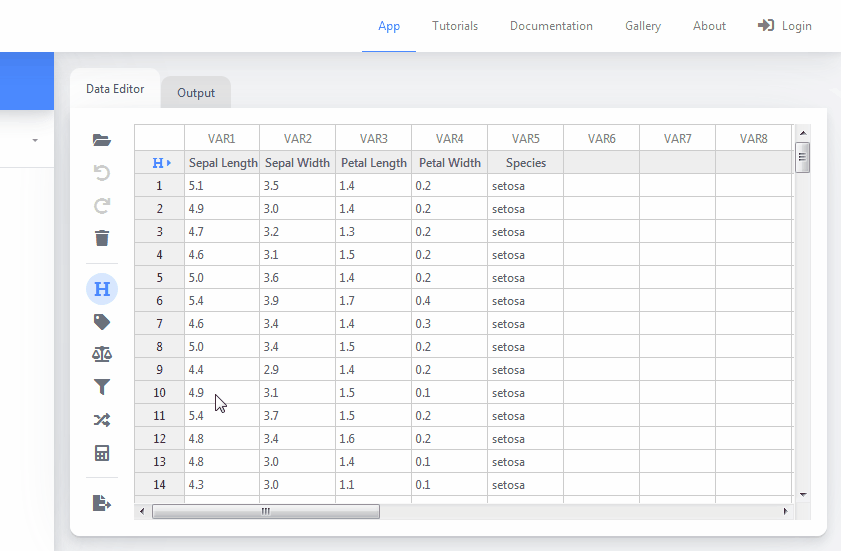 App Tutorials Documentation Gallery About Login
Data Editor Output
VAR1 VAR2 VAR3 VAR4 VAR5 VAR6 VAR7 VAR8
H Sepal Length Sepal Width Petal Length Petal Width Species
1 5.1 3.5 1.4 0.2 setosa
2 4.9 3.0 1.4 0.2 setosa
3 4.7 3.2 1.3 0.2 setosa
4 4.6 3.1 1.5 0.2 setosa
5 5.0 3.6 1.4 0.2 setosa
H
6 5.4 3.9 1.7 0.4 setosa
7 4.6 3.4 1.4 0.3 setosa
8 5.0 3.4 1.5 0.2 setosa
9 4.4 2.9 1.4 0.2 setosa
10 4.9 3.1 1.5 0.1 setosa
11 5.4 3.7 1.5 0.2 setosa
12 4.8 3.4 1.6 0.2 setosa
13 4.8 3.0 1.4 0.1 setosa
14 4.3 3.0 1.1 0.1 setosa